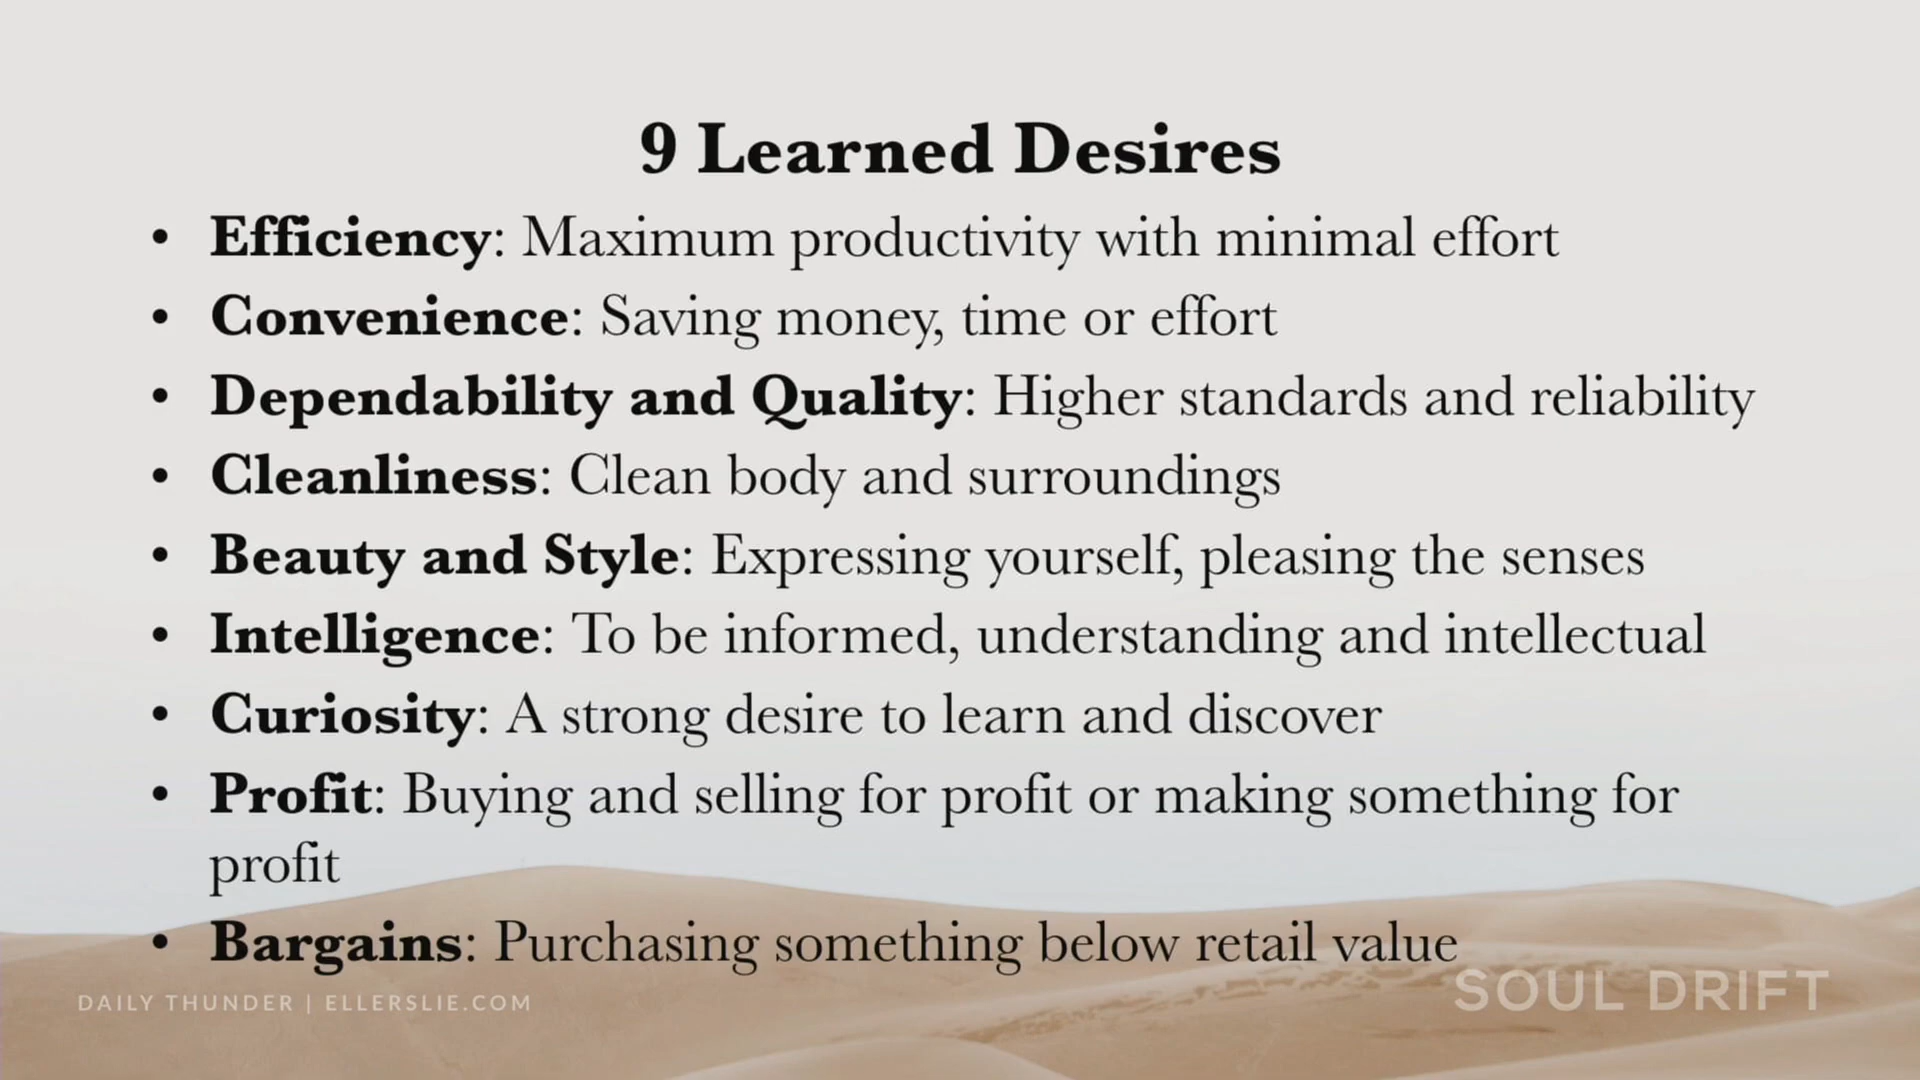 9 Learned Desires
• Efficiency: Maximum productivity with minimal effort
• Convenience: Saving money, time or effort
• Dependability and Quality: Higher standards and reliability
• Cleanliness: Clean body and surroundings
• Beauty and Style: Expressing yourself, pleasing the senses
• Intelligence: To be informed, understanding and intellectual
• Curiosity: A strong desire to learn and discover
• Profit: Buying and selling for profit or making something for
profit
• Bargains: Purchasing something below retail value
DAILY THUNDER | ELLERSLIE.COM
SOUL DRIFT